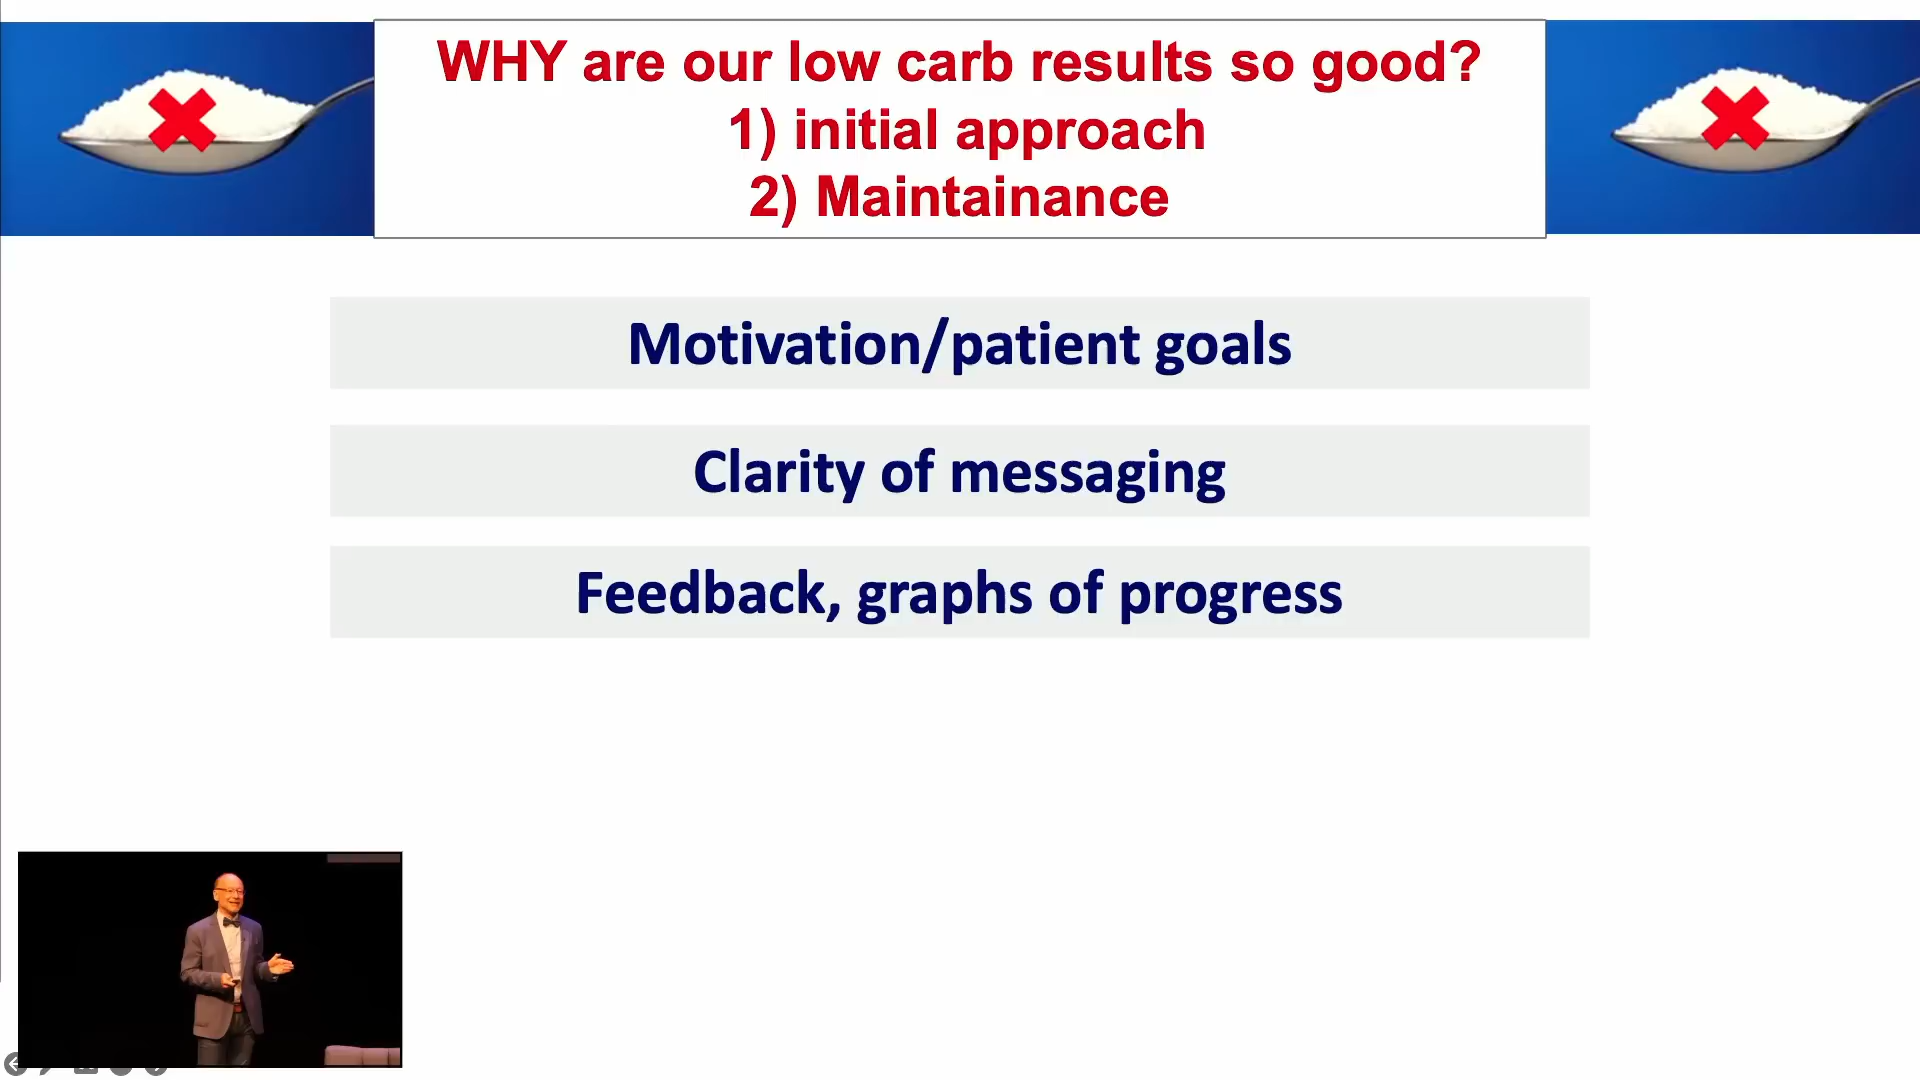 WHY are our low carb results so good?
1) initial approach
2) Maintainance
Motivation/patient goals
Clarity of messaging
Feedback, graphs of progress